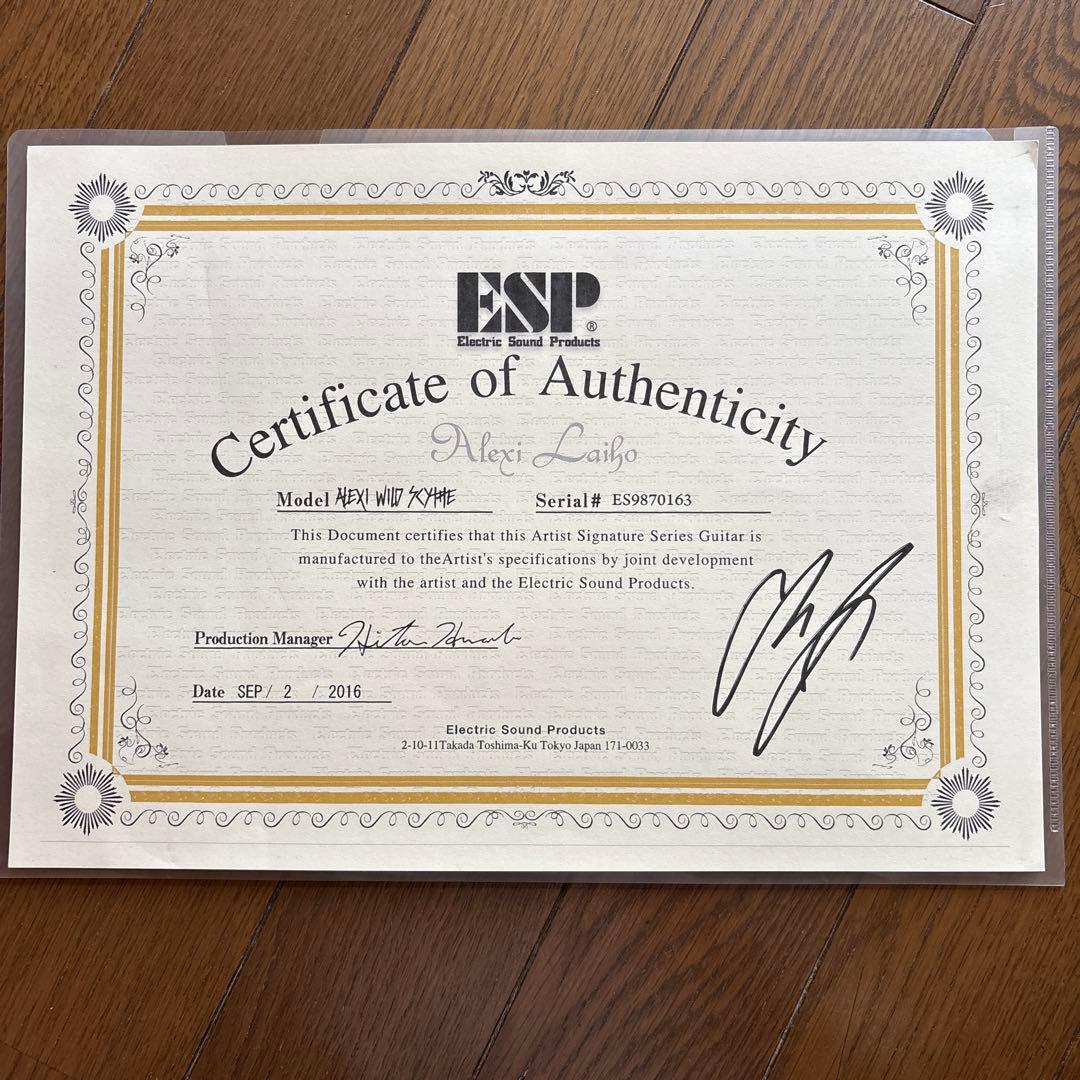 ESP®
Electric Sound Products
Certificate of Authenticity
Alexi Laiho
Model ALEXI WILD SCYTHE Serial# ES9870163
This Document certifies that this Artist Signature Series Guitar is
manufactured to theArtist's specifications by joint development
with the artist and the Electric Sound Products.
Production Manager
Date SEP/ 2 / 2016
Electric Sound Products
2-10-11Takada Toshima-Ku Tokyo Japan 171-0033